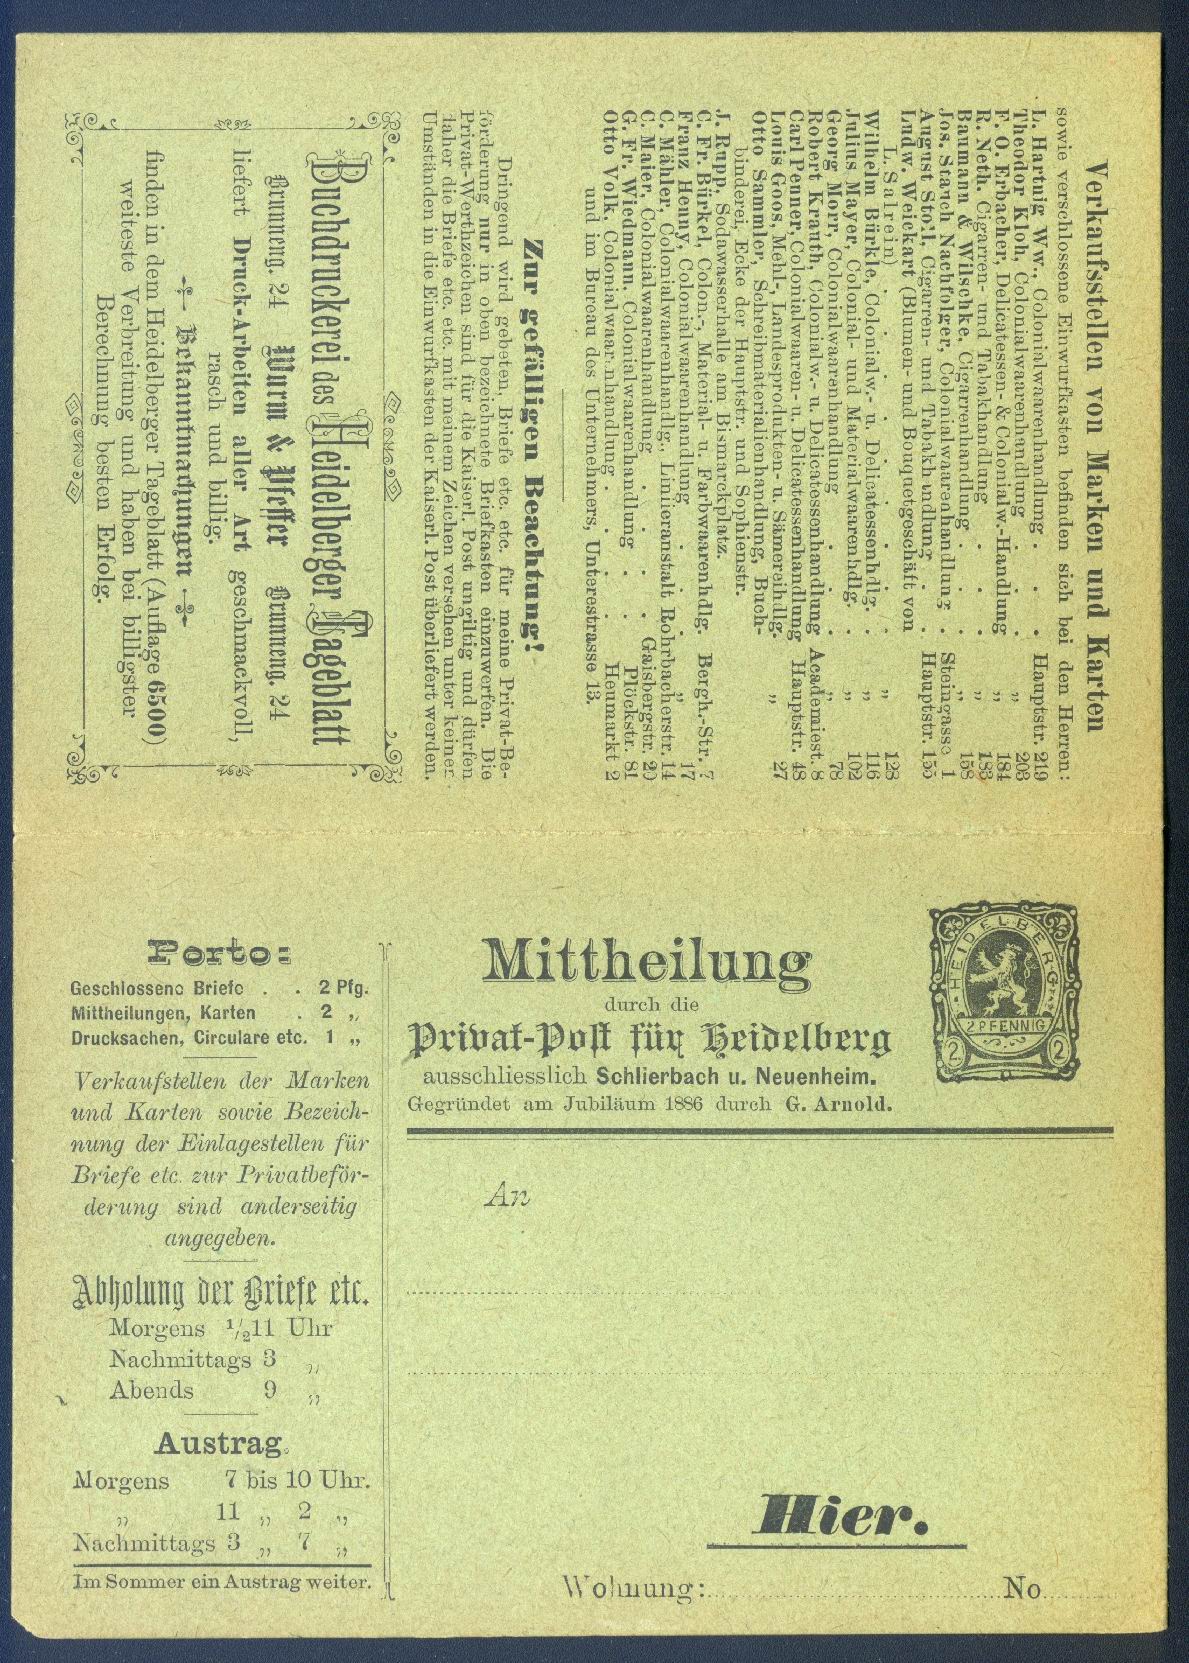 Verkaufsstellen von Marken und Karten
sowie verschlossene Einwurfkasten befinden sich bei den Herren:
L. Hartnig Ww., Colonialwaarenhandlung . . . Hauptstr. 219
Theodor Kloh, Colonialwaarenhandlung . . . „ 203
F. O. Erbacher, Delicatessen- & Colonialw.-Handlung „ 184
R. Neth, Cigarren- und Tabakhandlung . . . „ 183
Baumann & Wilschke, Cigarrenhandlung . . . „ 158
Jos. Starch Nachfolger, Colonialwaarenhandlung . Steingasse 1
August Stoll, Cigarren- und Tabakhandlung . . Hauptstr. 155
Ludw. Weickart (Blumen- und Bouquetgeschäft von
L. Salrein) . . . . . . „ 128
Wilhelm Bürkle, Colonialw.- u. Delicatessenhdlg. . „ 116
Julius Mayer, Colonial- und Materialwaarenhdlg. . „ 102
Georg Morr, Colonialwaarenhandlung . . „ 78
Robert Krauth, Colonialw.- u. Delicatessenhandlung Academiest. 8
Carl Penner, Colonialwaaren- u. Delicatessenhandlung Hauptstr. 48
Louis Goos, Mehl-, Landesprodukten- u. Sämereihdlg. „ 27
Otto Sammler, Schreibmaterialienhandlung, Buch-
binderei, Ecke der Hauptstr. und Sophienstr.
J. Rupp, Sodawasserhalle am Bismarckplatz.
C. Fr. Bürkel, Colon.-, Material- u. Farbwaarenhdlg. Bergh.-Str. 7
Franz Henny, Colonialwaarenhandlung . . . „ 17
C. Mähler, Colonialwaarenhandlg., Linieranstalt Rohrbacherstr. 14
C. Maier, Colonialwaarenhandlung . . . Gaisbergstr. 29
G. Fr. Wiedmann, Colonialwaarenhandlung . . Plöckstr. 81
Otto Volk, Colonialwaarenhandlung . . . Heumarkt 2
und im Bureau des Unternehmers, Unterestrasse 13.
Zur gefälligen Beachtung!
Dringend wird gebeten, Briefe etc. etc. für meine Privat-Be-
förderung nur in oben bezeichnete Briefkasten einzuwerfen. Die
Privat-Werthzeichen sind für die Kaiserl. Post ungiltig und dürfen
daher die Briefe etc. etc. mit meinem Zeichen versehen unter keinen
Umständen in die Einwurfkasten der Kaiserl. Post überliefert werden.
Buchdruckerei des Heidelberger Tageblatt
Brunneng. 24 Wurm & Pfeffer Brunneng. 24
liefert Druck-Arbeiten aller Art geschmackvoll,
rasch und billig.
Bekanntmachungen
finden in dem Heidelberger Tageblatt (Auflage 6500)
weiteste Verbreitung und haben bei billigster
Berechnung besten Erfolg.
Porto:
Geschlossene Briefe . . 2 Pfg.
Mittheilungen, Karten . 2 „
Drucksachen, Circulare etc. 1 „
Verkaufstellen der Marken
und Karten sowie Bezeich-
nung der Einlagestellen für
Briefe etc. zur Privatbeför-
derung sind anderseitig
angegeben.
Abholung der Briefe etc.
Morgens 1/2 11 Uhr
Nachmittags 3 „
Abends 9 „
Austrag.
Morgens 7 bis 10 Uhr.
„ 11 „ 2 „
Nachmittags 3 „ 7 „
Im Sommer ein Austrag weiter.
Mittheilung
durch die
Privat-Post für Heidelberg
ausschliesslich Schlierbach u. Neuenheim.
Gegründet am Jubiläum 1886 durch G. Arnold.
HEIDELBERG
2 PFENNIG
2 2
An
Hier.
Wohnung: No